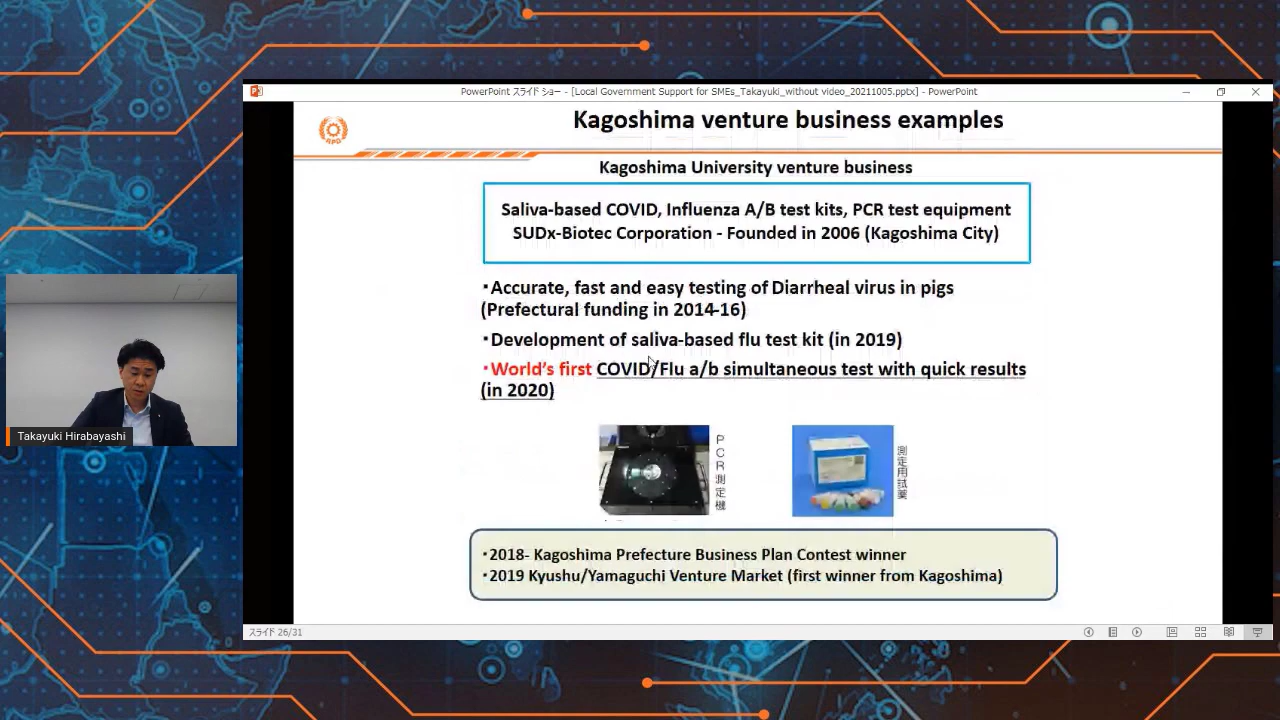 PowerPoint スライド ショー - [Local Government Support for SMEs_Takayuki_without video_20211005.pptx] - PowerPoint
Kagoshima venture business examples
Kagoshima University venture business
Saliva-based COVID, Influenza A/B test kits, PCR test equipment
SUDx-Biotec Corporation - Founded in 2006 (Kagoshima City)
・Accurate, fast and easy testing of Diarrheal virus in pigs
(Prefectural funding in 2014-16)
・Development of saliva-based flu test kit (in 2019)
・World's first COVID/Flu a/b simultaneous test with quick results
(in 2020)
PCR測定機
測定用試薬
・2018- Kagoshima Prefecture Business Plan Contest winner
・2019 Kyushu/Yamaguchi Venture Market (first winner from Kagoshima)
スライド 26/31
Takayuki Hirabayashi